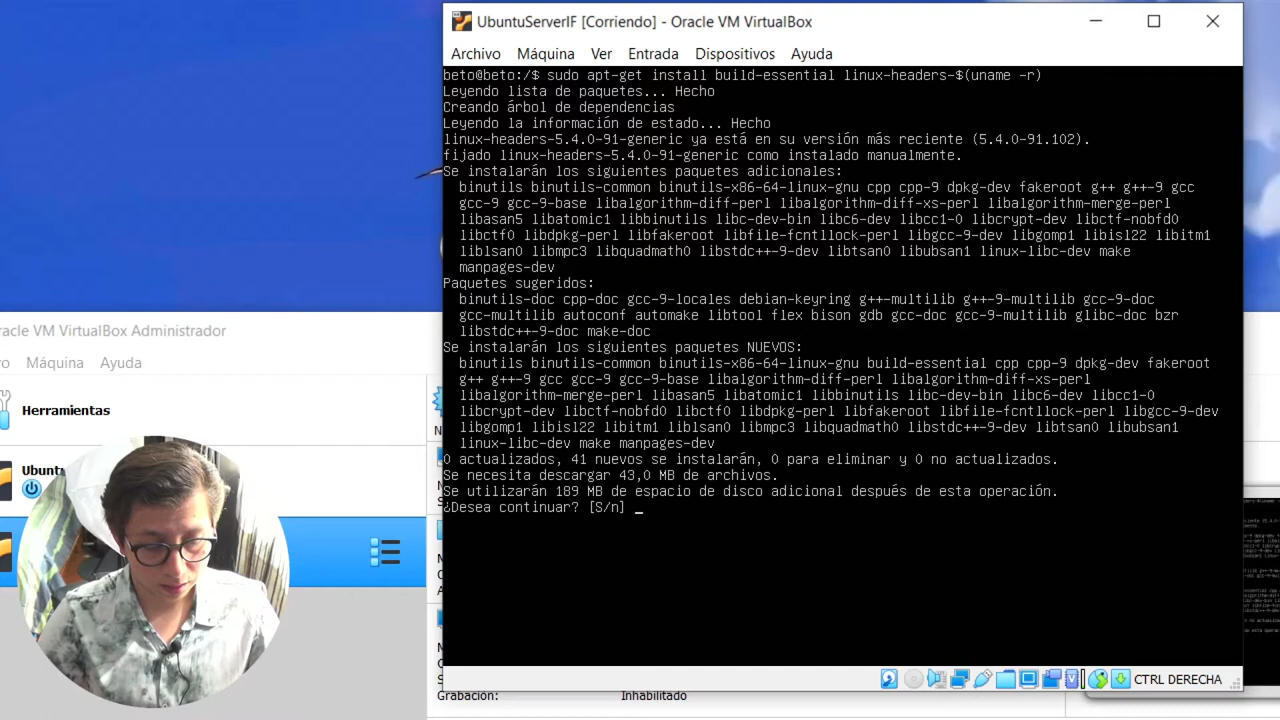 UbuntuServerIF [Corriendo] - Oracle VM VirtualBox
Archivo Máquina Ver Entrada Dispositivos Ayuda
beto@beto:/$ sudo apt-get install build-essential linux-headers-$(uname -r)
Leyendo lista de paquetes... Hecho
Creando árbol de dependencias
Leyendo la información de estado... Hecho
linux-headers-5.4.0-91-generic ya está en su versión más reciente (5.4.0-91.102).
fijado linux-headers-5.4.0-91-generic como instalado manualmente.
Se instalarán los siguientes paquetes adicionales:
binutils binutils-common binutils-x86-64-linux-gnu cpp cpp-9 dpkg-dev fakeroot g++ g++-9 gcc
gcc-9 gcc-9-base libalgorithm-diff-perl libalgorithm-diff-xs-perl libalgorithm-merge-perl
libasan5 libatomic1 libbinutils libc-dev-bin libc6-dev libcc1-0 libcrypt-dev libctf-nobfd0
libctf0 libdpkg-perl libfakeroot libfile-fcntllock-perl libgcc-9-dev libgomp1 libisl22 libitm1
liblsan0 libmpc3 libquadmath0 libstdc++-9-dev libtsan0 libubsan1 linux-libc-dev make
manpages-dev
Paquetes sugeridos:
binutils-doc cpp-doc gcc-9-locales debian-keyring g++-multilib g++-9-multilib gcc-9-doc
gcc-multilib autoconf automake libtool flex bison gdb gcc-doc gcc-9-multilib glibc-doc bzr
libstdc++-9-doc make-doc
Se instalarán los siguientes paquetes NUEVOS:
binutils binutils-common binutils-x86-64-linux-gnu build-essential cpp cpp-9 dpkg-dev fakeroot
g++ g++-9 gcc gcc-9 gcc-9-base libalgorithm-diff-perl libalgorithm-diff-xs-perl
libalgorithm-merge-perl libasan5 libatomic1 libbinutils libc-dev-bin libc6-dev libcc1-0
libcrypt-dev libctf-nobfd0 libctf0 libdpkg-perl libfakeroot libfile-fcntllock-perl libgcc-9-dev
libgomp1 libisl22 libitm1 liblsan0 libmpc3 libquadmath0 libstdc++-9-dev libtsan0 libubsan1
linux-libc-dev make manpages-dev
0 actualizados, 41 nuevos se instalarán, 0 para eliminar y 0 no actualizados.
Se necesita descargar 43,0 MB de archivos.
Se utilizarán 189 MB de espacio de disco adicional después de esta operación.
¿Desea continuar? [S/n] _
CTRL DERECHA
racle VM VirtualBox Administrador
Máquina Ayuda
Herramientas
Ubuntu
Grabación: Inhabilitado